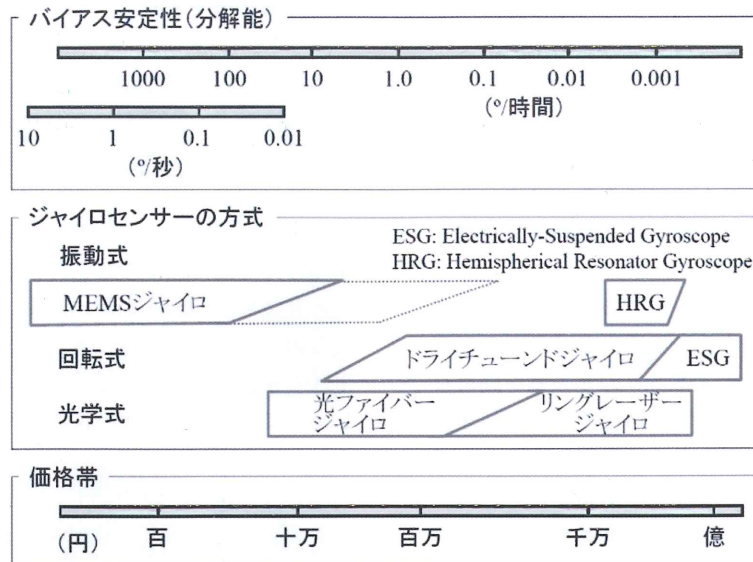 バイアス安定性(分解能)
1000 100 10 1.0 0.1 0.01 0.001
(°/時間)
10 1 0.1 0.01
(°/秒)
ジャイロセンサーの方式
ESG: Electrically-Suspended Gyroscope
HRG: Hemispherical Resonator Gyroscope
振動式
MEMSジャイロ
HRG
回転式
ドライチューンドジャイロ
ESG
光学式
光ファイバー
ジャイロ
リングレーザー
ジャイロ
価格帯
(円) 百 十万 百万 千万 億